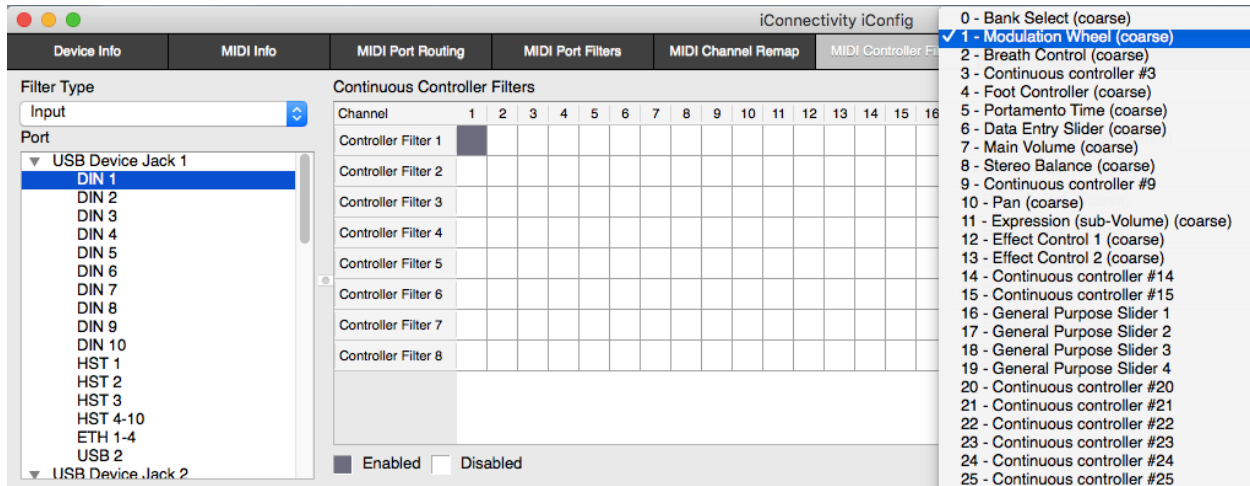 iConnectivity iConfig
Device Info MIDI Info MIDI Port Routing MIDI Port Filters MIDI Channel Remap MIDI Controller Fi
Filter Type
Input
Port
USB Device Jack 1
DIN 1
DIN 2
DIN 3
DIN 4
DIN 5
DIN 6
DIN 7
DIN 8
DIN 9
DIN 10
HST 1
HST 2
HST 3
HST 4-10
ETH 1-4
USB 2
USB Device Jack 2
Continuous Controller Filters
Channel 1 2 3 4 5 6 7 8 9 10 11 12 13 14 15 16
Controller Filter 1
Controller Filter 2
Controller Filter 3
Controller Filter 4
Controller Filter 5
Controller Filter 6
Controller Filter 7
Controller Filter 8
Enabled Disabled
0 - Bank Select (coarse)
✓ 1 - Modulation Wheel (coarse)
2 - Breath Control (coarse)
3 - Continuous controller #3
4 - Foot Controller (coarse)
5 - Portamento Time (coarse)
6 - Data Entry Slider (coarse)
7 - Main Volume (coarse)
8 - Stereo Balance (coarse)
9 - Continuous controller #9
10 - Pan (coarse)
11 - Expression (sub-Volume) (coarse)
12 - Effect Control 1 (coarse)
13 - Effect Control 2 (coarse)
14 - Continuous controller #14
15 - Continuous controller #15
16 - General Purpose Slider 1
17 - General Purpose Slider 2
18 - General Purpose Slider 3
19 - General Purpose Slider 4
20 - Continuous controller #20
21 - Continuous controller #21
22 - Continuous controller #22
23 - Continuous controller #23
24 - Continuous controller #24
25 - Continuous controller #25